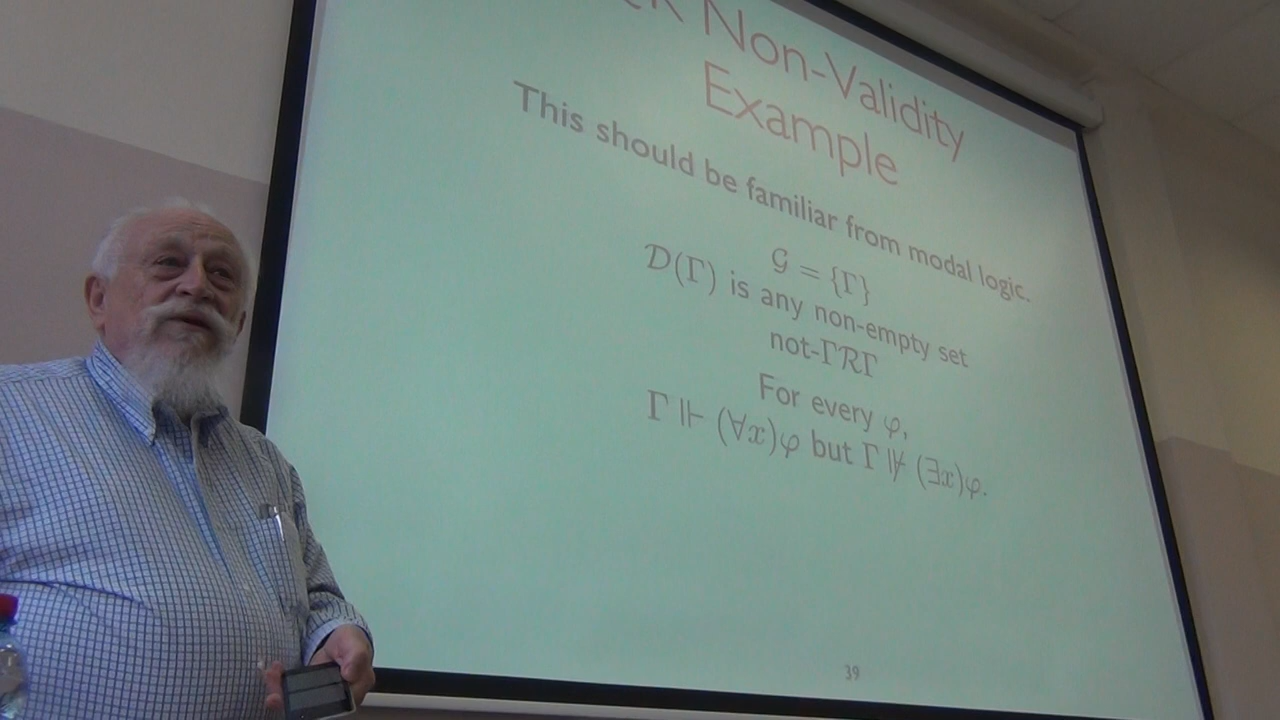 Non-Validity
Example
This should be familiar from modal logic.
𝒢 = {Γ}
𝒟(Γ) is any non-empty set
not-Γ𝓡Γ
For every φ,
Γ ⊩ (∀x)φ but Γ ⊮ (∃x)φ.
39